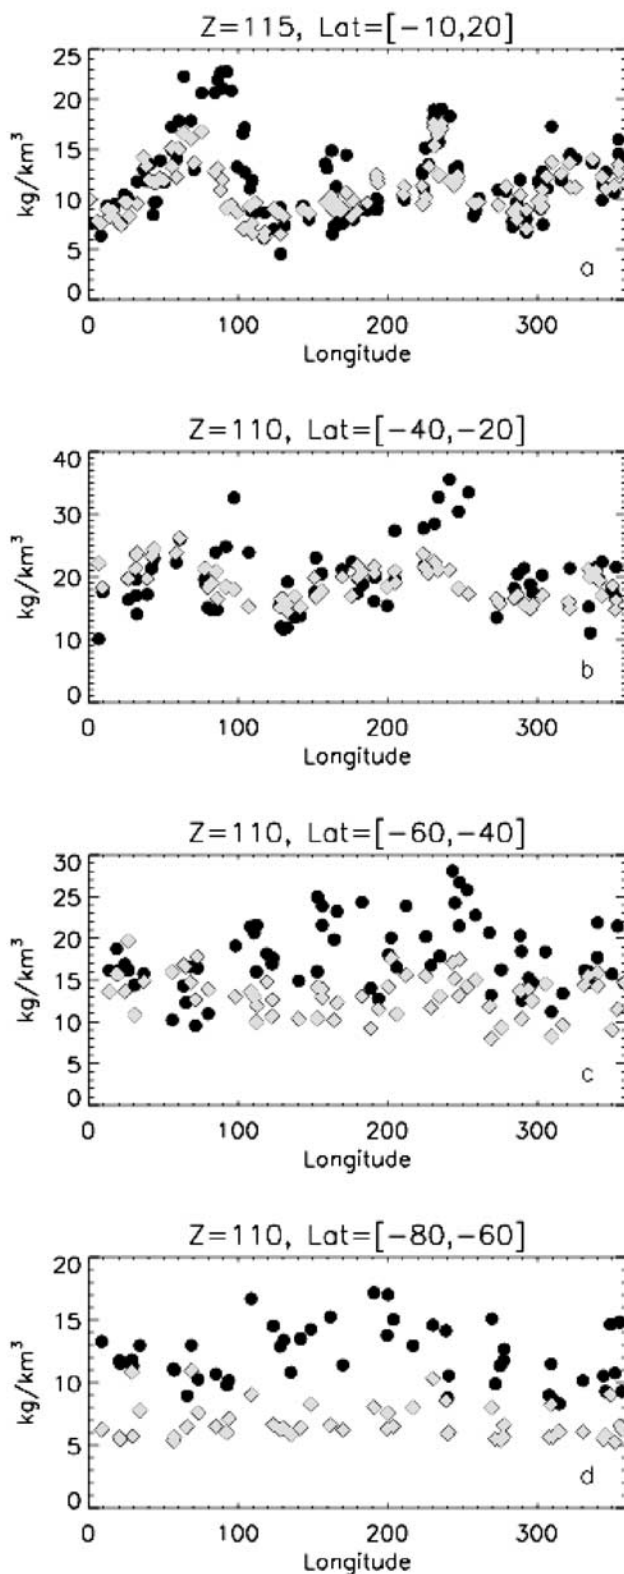 Z=115, Lat=[-10,20]
25
20
15
10
5
0
kg/km³
a
0 100 200 300
Longitude
Z=110, Lat=[-40,-20]
40
30
20
10
0
kg/km³
b
0 100 200 300
Longitude
Z=110, Lat=[-60,-40]
30
25
20
15
10
5
0
kg/km³
c
0 100 200 300
Longitude
Z=110, Lat=[-80,-60]
20
15
10
5
0
kg/km³
d
0 100 200 300
Longitude